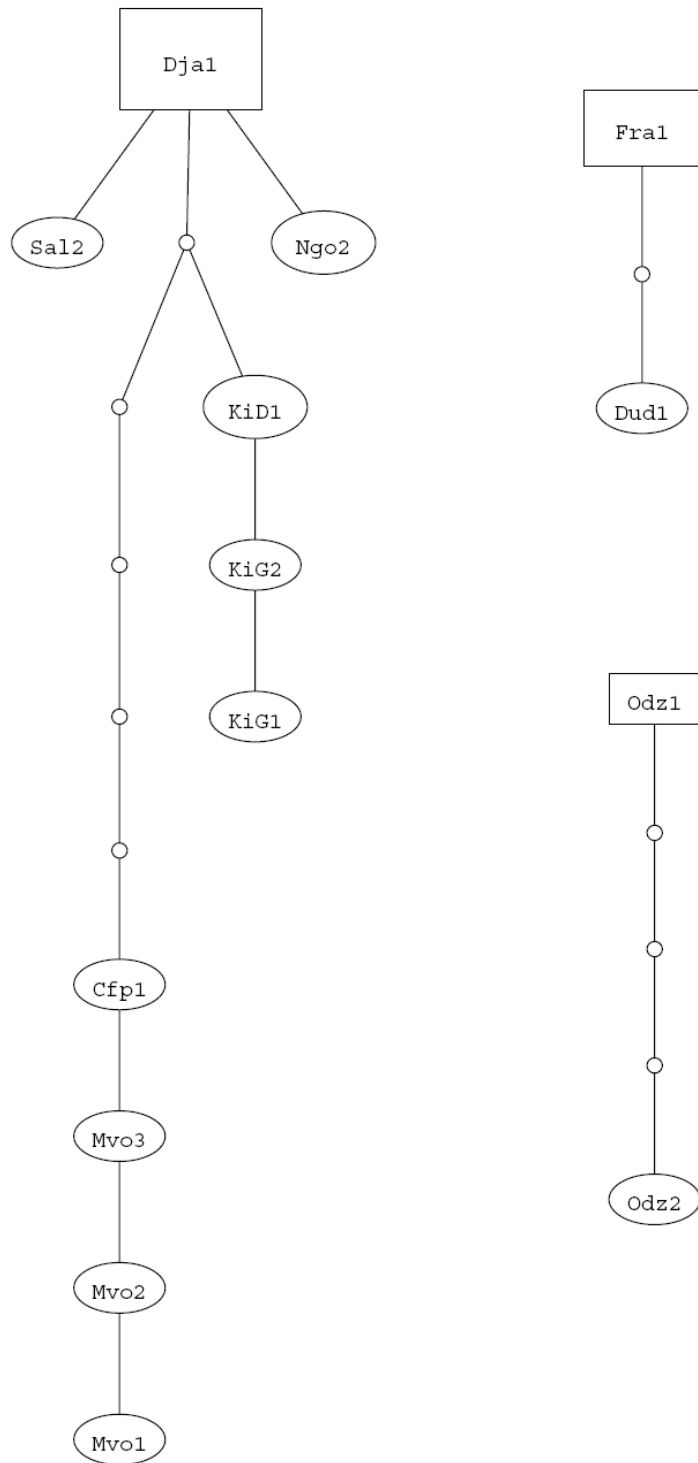 Dja1
Fra1
Sal2
Ngo2
KiD1
Dud1
KiG2
Odz1
KiG1
Cfp1
Mvo3
Odz2
Mvo2
Mvo1